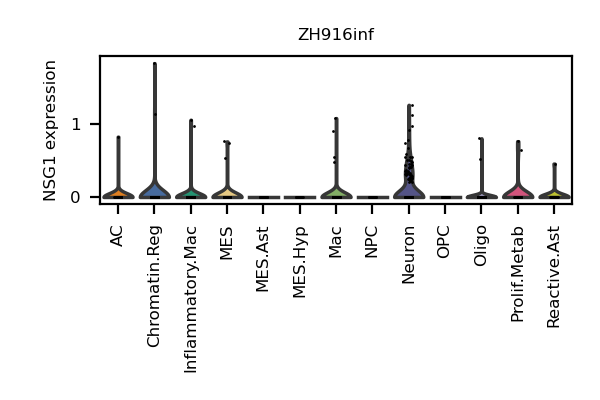 ZH916inf
NSG1 expression
1
0
AC
Chromatin.Reg
Inflammatory.Mac
MES
MES.Ast
MES.Hyp
Mac
NPC
Neuron
OPC
Oligo
Prolif.Metab
Reactive.Ast